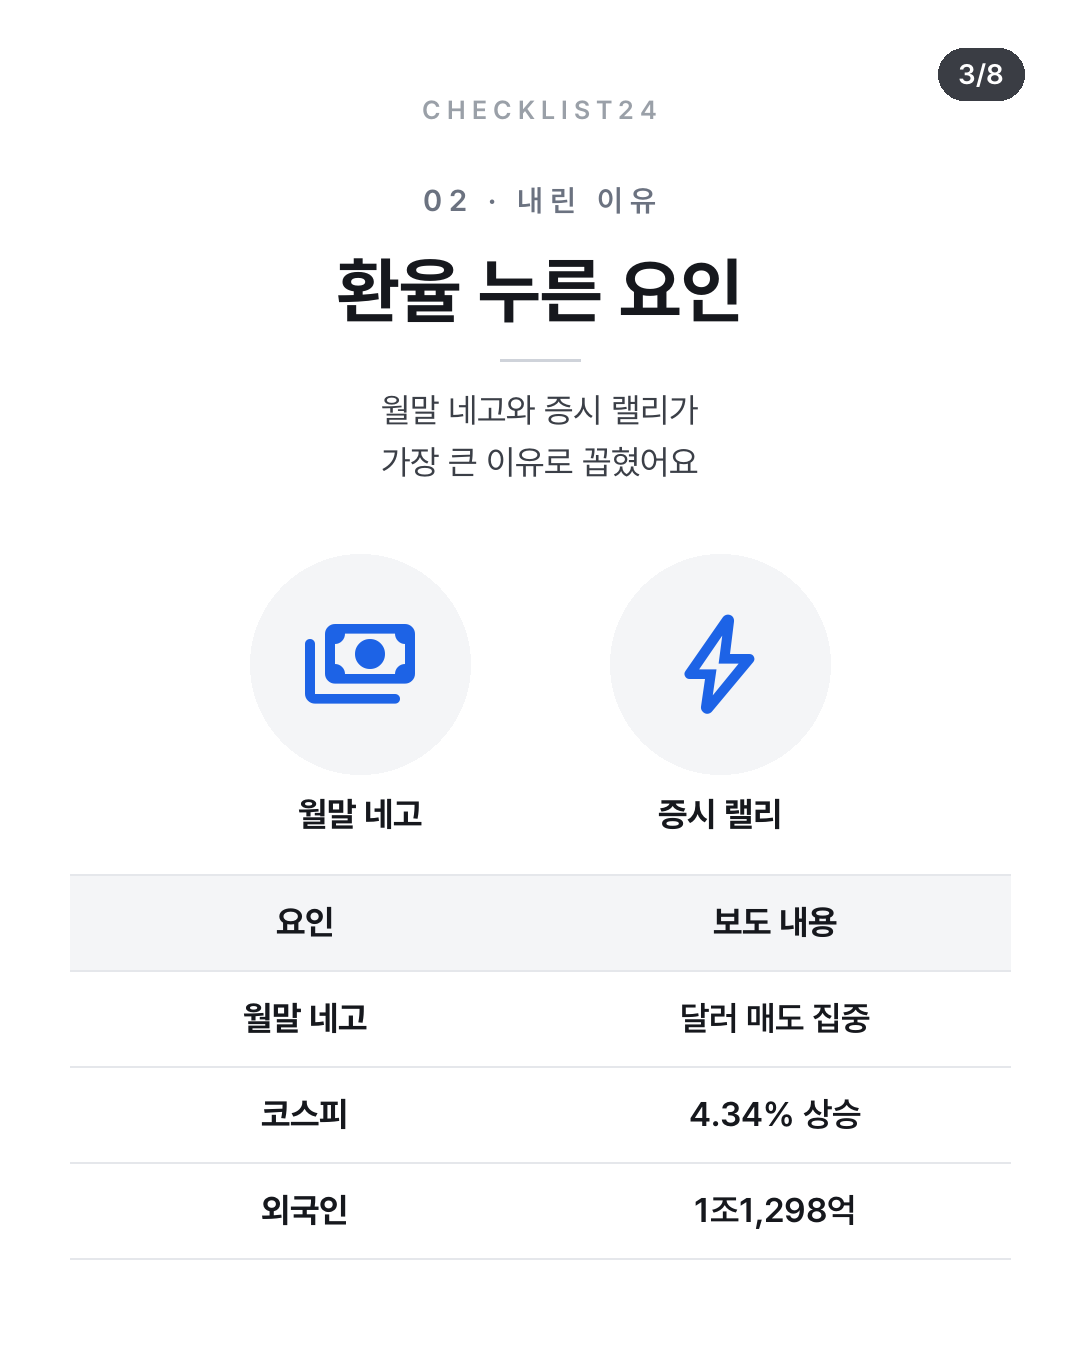 3/8
CHECKLIST24
02 · 내린 이유
환율 누른 요인
월말 네고와 증시 랠리가
가장 큰 이유로 꼽혔어요
월말 네고
증시 랠리
요인 보도 내용
월말 네고 달러 매도 집중
코스피 4.34% 상승
외국인 1조1,298억